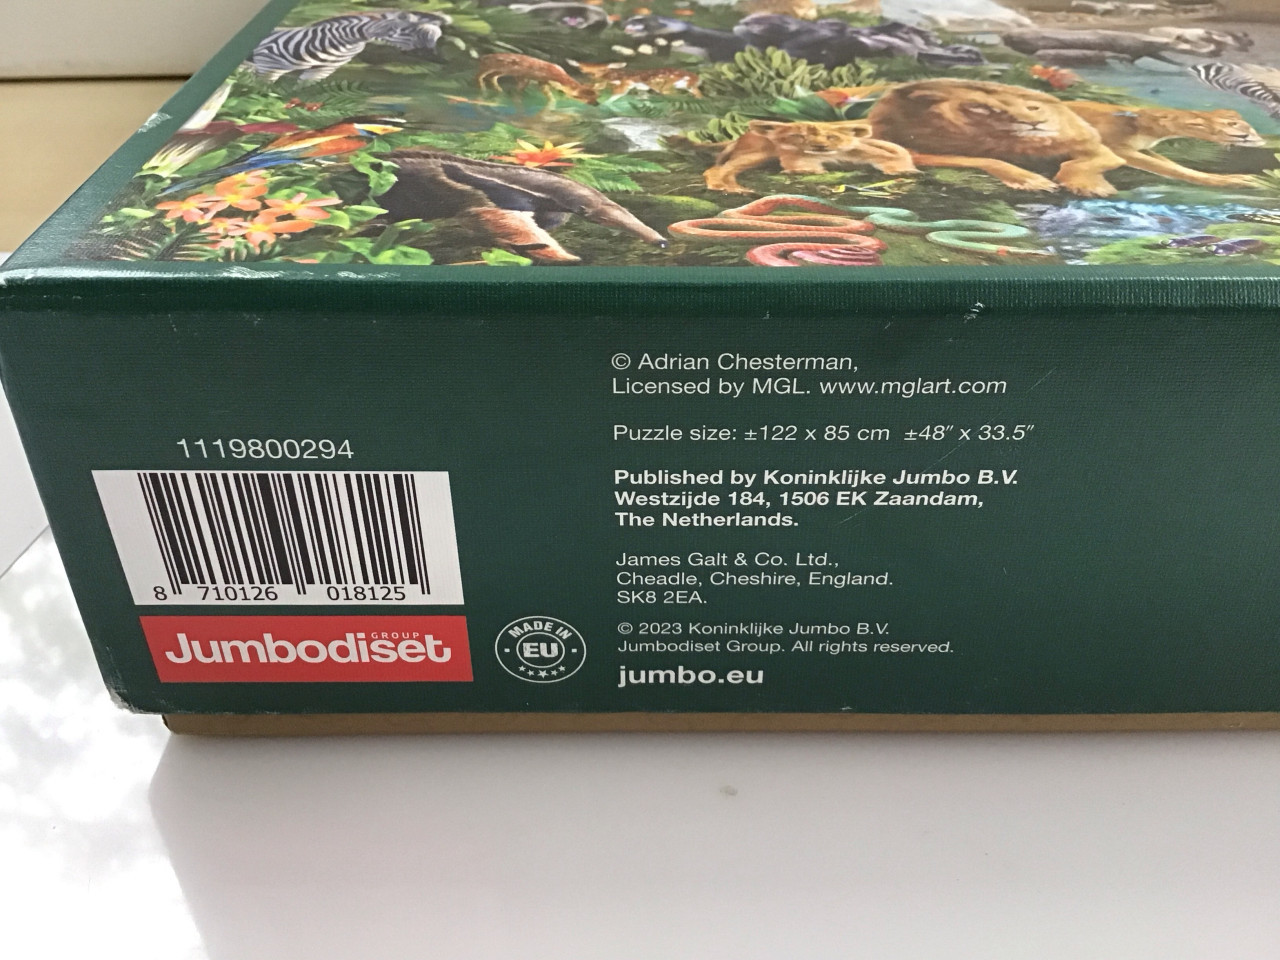 © Adrian Chesterman,
Licensed by MGL. www.mglart.com
Puzzle size: ±122 x 85 cm ±48″ x 33.5″
Published by Koninklijke Jumbo B.V.
Westzijde 184, 1506 EK Zaandam,
The Netherlands.
James Galt & Co. Ltd.,
Cheadle, Cheshire, England.
SK8 2EA.
© 2023 Koninklijke Jumbo B.V.
Jumbodiset Group. All rights reserved.
jumbo.eu
1119800294
8 710126 018125
Jumbodiset GROUP
MADE IN
EU